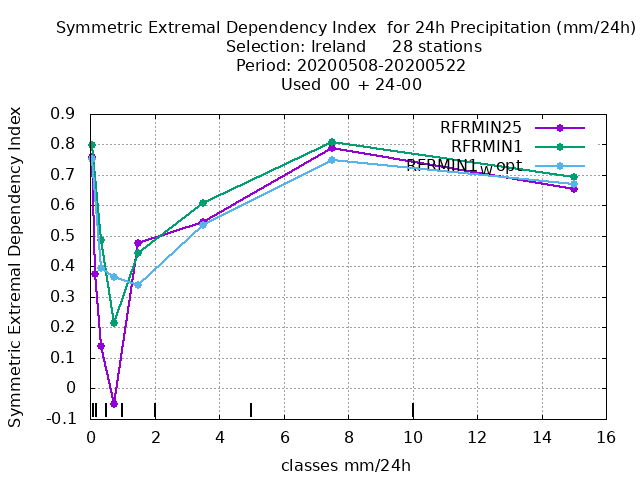 Symmetric Extremal Dependency Index  for 24h Precipitation (mm/24h)
Selection: Ireland     28 stations
Period: 20200508-20200522
Used  00 + 24-00
Symmetric Extremal Dependency Index
0.9
0.8
0.7
0.6
0.5
0.4
0.3
0.2
0.1
0
-0.1
RFRMIN25
RFRMIN1
RFRMIN1w opt
0 2 4 6 8 10 12 14 16
classes mm/24h